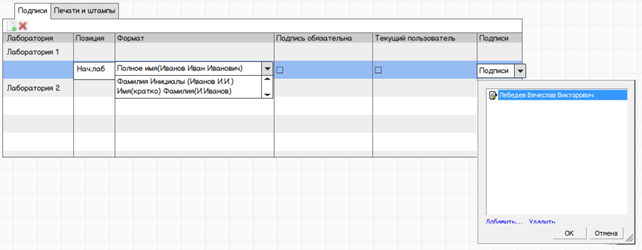 Подписи Печати и штампы
Лаборатория Позиция Формат Подпись обязательна Текущий пользователь Подписи
Лаборатория 1
Нач.лаб Полное имя(Иванов Иван Иванович) Подписи
Фамилия Инициалы (Иванов И.И.)
Лаборатория 2 Имя(кратко) Фамилия(И.Иванов)
Лебедев Вячеслав Викторович
Добавить... Удалить
OK Отмена